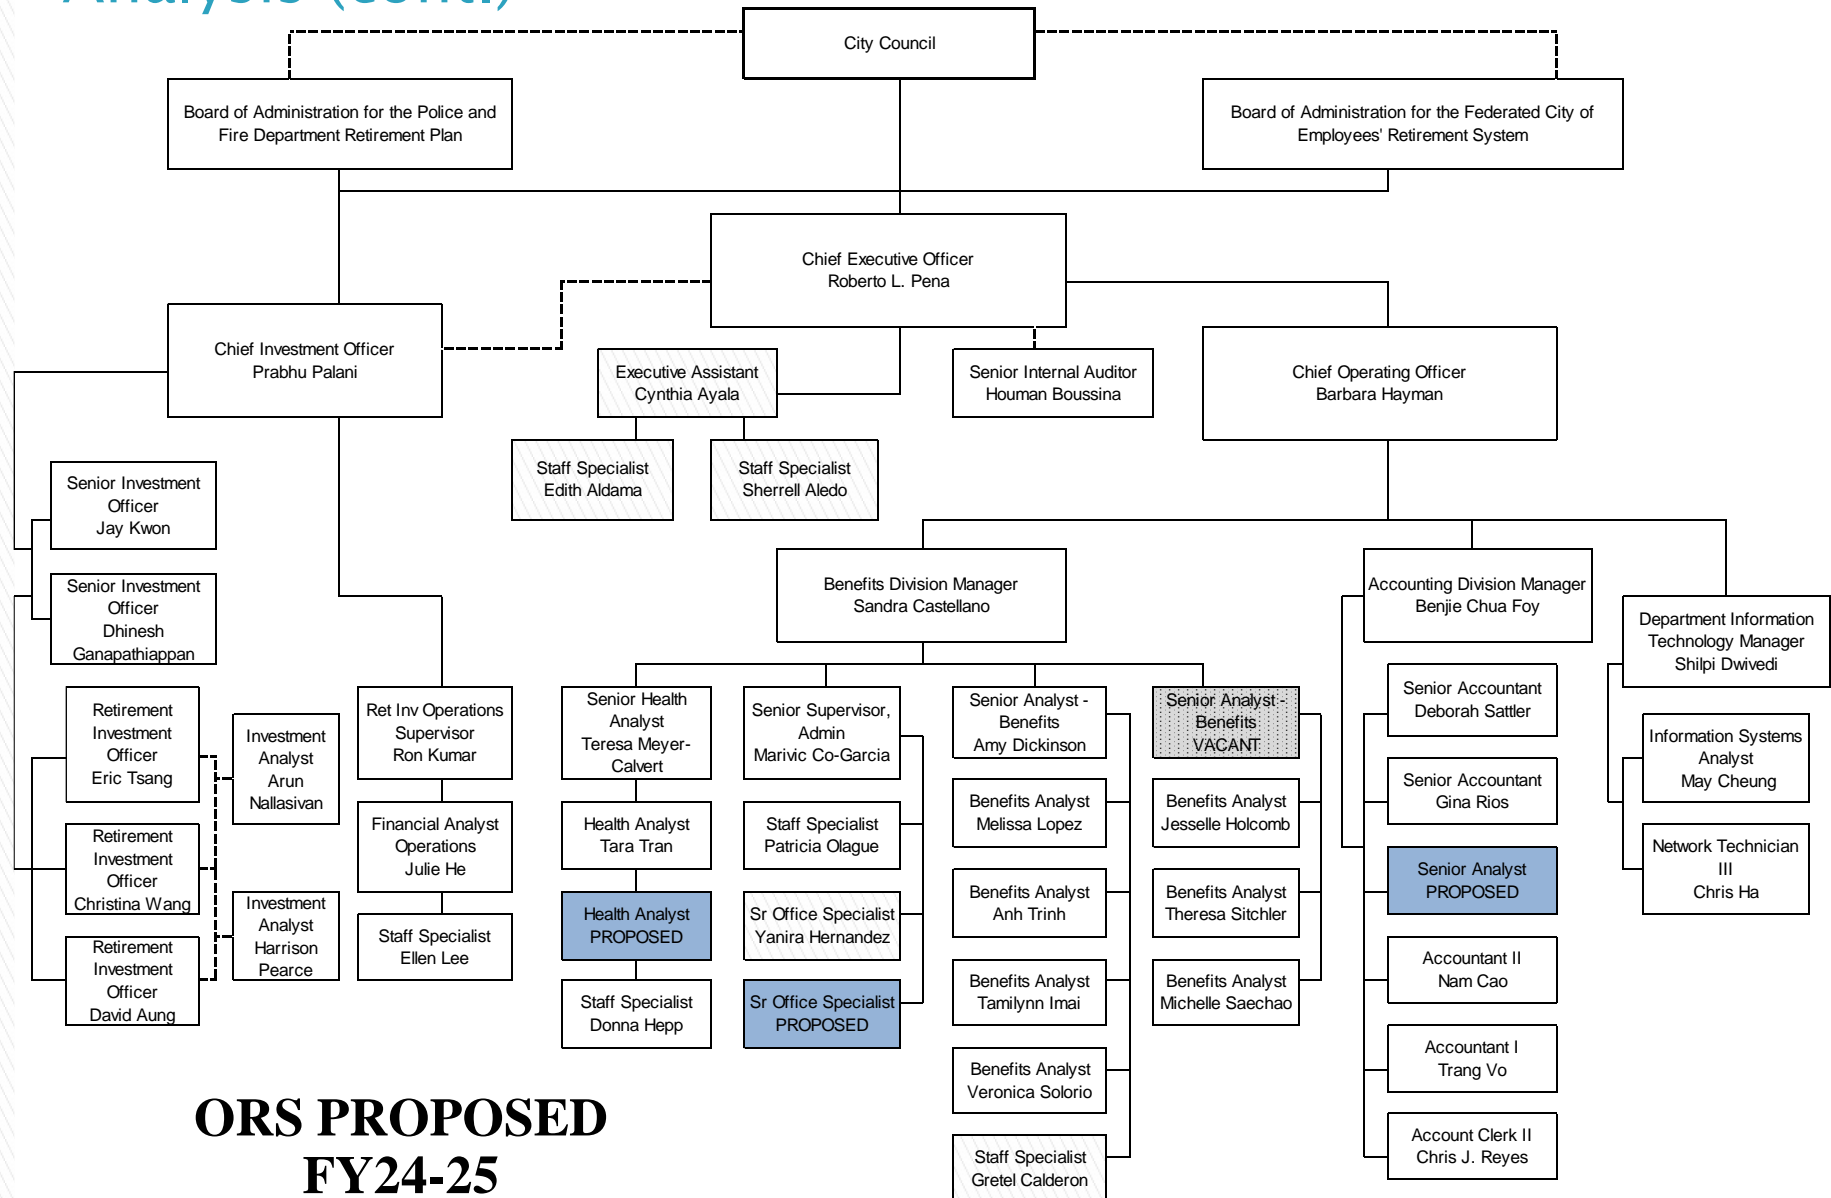 Analysis (cont.)
City Council
Board of Administration for the Police and
Fire Department Retirement Plan
Board of Administration for the Federated City of
Employees' Retirement System
Chief Executive Officer
Roberto L. Pena
Chief Investment Officer
Prabhu Palani
Executive Assistant
Cynthia Ayala
Senior Internal Auditor
Houman Boussina
Chief Operating Officer
Barbara Hayman
Staff Specialist
Edith Aldama
Staff Specialist
Sherrell Aledo
Senior Investment
Officer
Jay Kwon
Senior Investment
Officer
Dhinesh
Ganapathiappan
Benefits Division Manager
Sandra Castellano
Accounting Division Manager
Benjie Chua Foy
Department Information
Technology Manager
Shilpi Dwivedi
Retirement
Investment
Officer
Eric Tsang
Retirement
Investment
Officer
Christina Wang
Retirement
Investment
Officer
David Aung
Investment
Analyst
Arun
Nallasivan
Investment
Analyst
Harrison
Pearce
Ret Inv Operations
Supervisor
Ron Kumar
Financial Analyst
Operations
Julie He
Staff Specialist
Ellen Lee
Senior Health
Analyst
Teresa Meyer-
Calvert
Health Analyst
Tara Tran
Health Analyst
PROPOSED
Staff Specialist
Donna Hepp
Senior Supervisor,
Admin
Marivic Co-Garcia
Staff Specialist
Patricia Olague
Sr Office Specialist
Yanira Hernandez
Sr Office Specialist
PROPOSED
Senior Analyst -
Benefits
Amy Dickinson
Benefits Analyst
Melissa Lopez
Benefits Analyst
Anh Trinh
Benefits Analyst
Tamilynn Imai
Benefits Analyst
Veronica Solorio
Staff Specialist
Gretel Calderon
Senior Analyst -
Benefits
VACANT
Benefits Analyst
Jesselle Holcomb
Benefits Analyst
Theresa Sitchler
Benefits Analyst
Michelle Saechao
Senior Accountant
Deborah Sattler
Senior Accountant
Gina Rios
Senior Analyst
PROPOSED
Accountant II
Nam Cao
Accountant I
Trang Vo
Account Clerk II
Chris J. Reyes
Information Systems
Analyst
May Cheung
Network Technician
III
Chris Ha
ORS PROPOSED
FY24-25